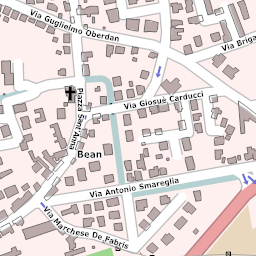 Via Guglielmo Oberdan
Via Briga
Via Giosuè Carducci
Piazza Sant'Anna
Bean
Via Antonio Smareglia
Via Marchese De Fabris